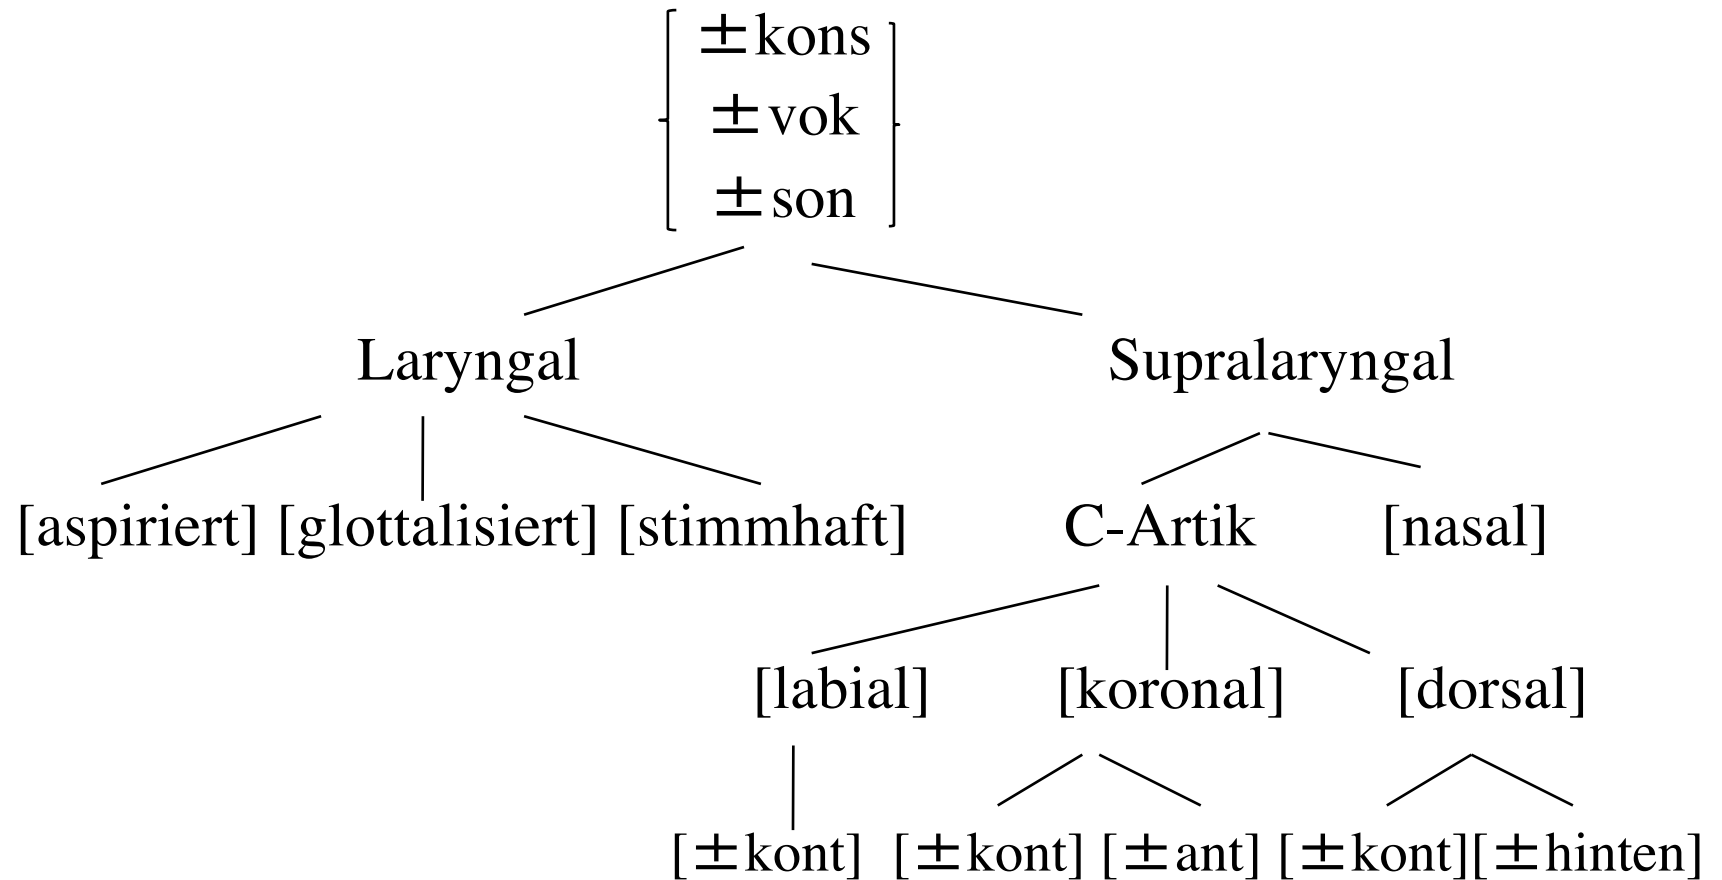 ±kons
±vok
±son
Laryngal Supralaryngal
[aspiriert] [glottalisiert] [stimmhaft] C-Artik [nasal]
[labial] [koronal] [dorsal]
[±kont] [±kont] [±ant] [±kont][±hinten]